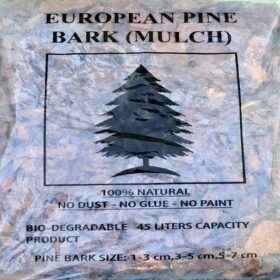 EUROPEAN PINE
BARK (MULCH)
100% NATURAL
NO DUST - NO GLUE - NO PAINT
BIO-DEGRADABLE 45 LITERS CAPACITY
PRODUCT
PINE BARK SIZE: 1-3 cm,3-5 cm,5-7 cm